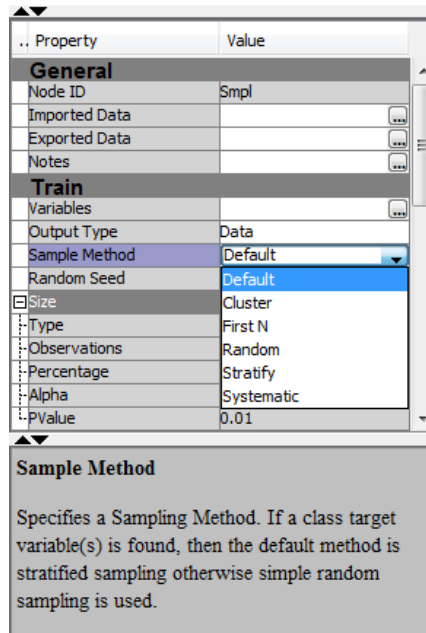 .. Property Value
General
Node ID Smpl
Imported Data ...
Exported Data ...
Notes ...
Train
Variables ...
Output Type Data
Sample Method Default
Random Seed Default
Size Cluster
Type First N
Observations Random
Percentage Stratify
Alpha Systematic
PValue 0.01
Sample Method
Specifies a Sampling Method. If a class target
variable(s) is found, then the default method is
stratified sampling otherwise simple random
sampling is used.